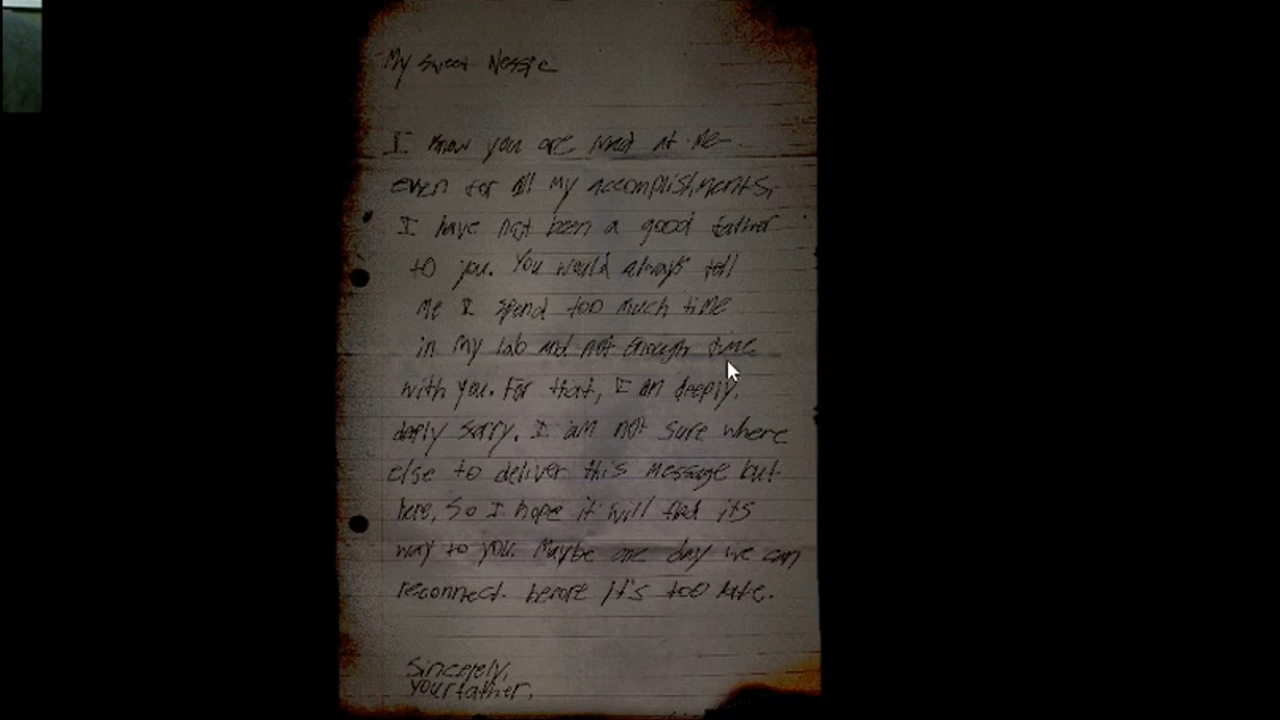 My sweet Nessie
I know you are mad at me
even for all my accomplishments,
I have not been a good father
to you. You would always tell
me I spend too much time
in my lab and not enough time
with you. For that, I am deeply,
deeply sorry. I am not sure where
else to deliver this message but
here, so I hope it will find its
way to you. Maybe one day we can
reconnect before it's too late.
Sincerely,
your father,